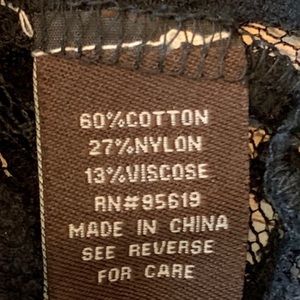 60%COTTON
27%NYLON
13%VISCOSE
RN#95619
MADE IN CHINA
SEE REVERSE
FOR CARE